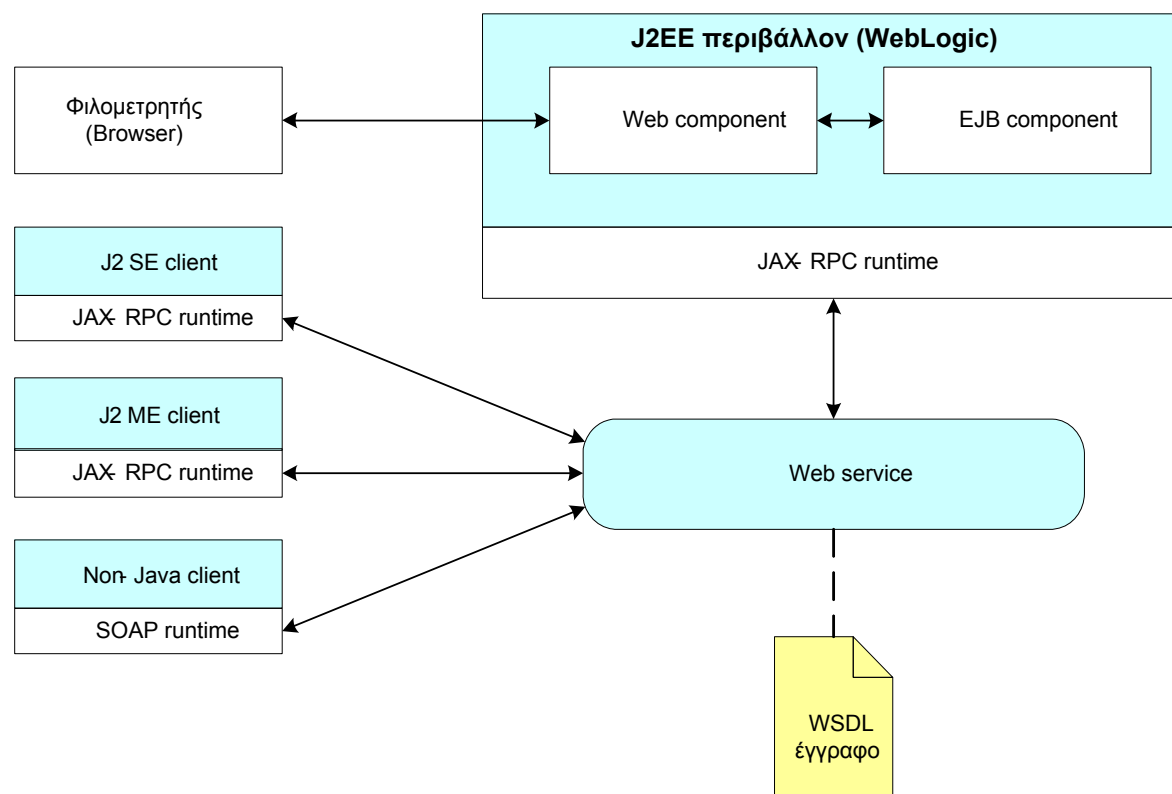 J2EE περιβάλλον (WebLogic)
Φιλομετρητής
(Browser)
Web component
EJB component
J2 SE client
JAX- RPC runtime
JAX- RPC runtime
J2 ME client
JAX- RPC runtime
Web service
Non- Java client
SOAP runtime
WSDL
έγγραφο